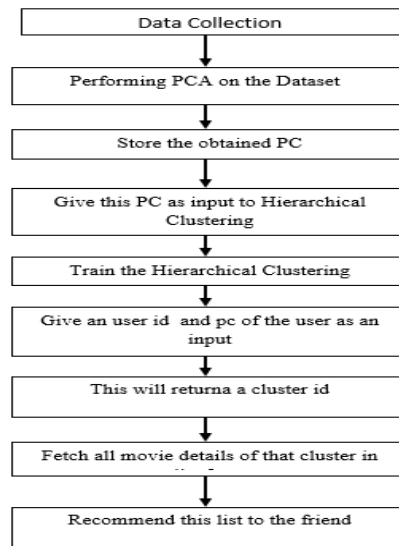 Data Collection
Performing PCA on the Dataset
Store the obtained PC
Give this PC as input to Hierarchical
Clustering
Train the Hierarchical Clustering
Give an user id and pc of the user as an
input
This will returna a cluster id
Fetch all movie details of that cluster in
Recommend this list to the friend